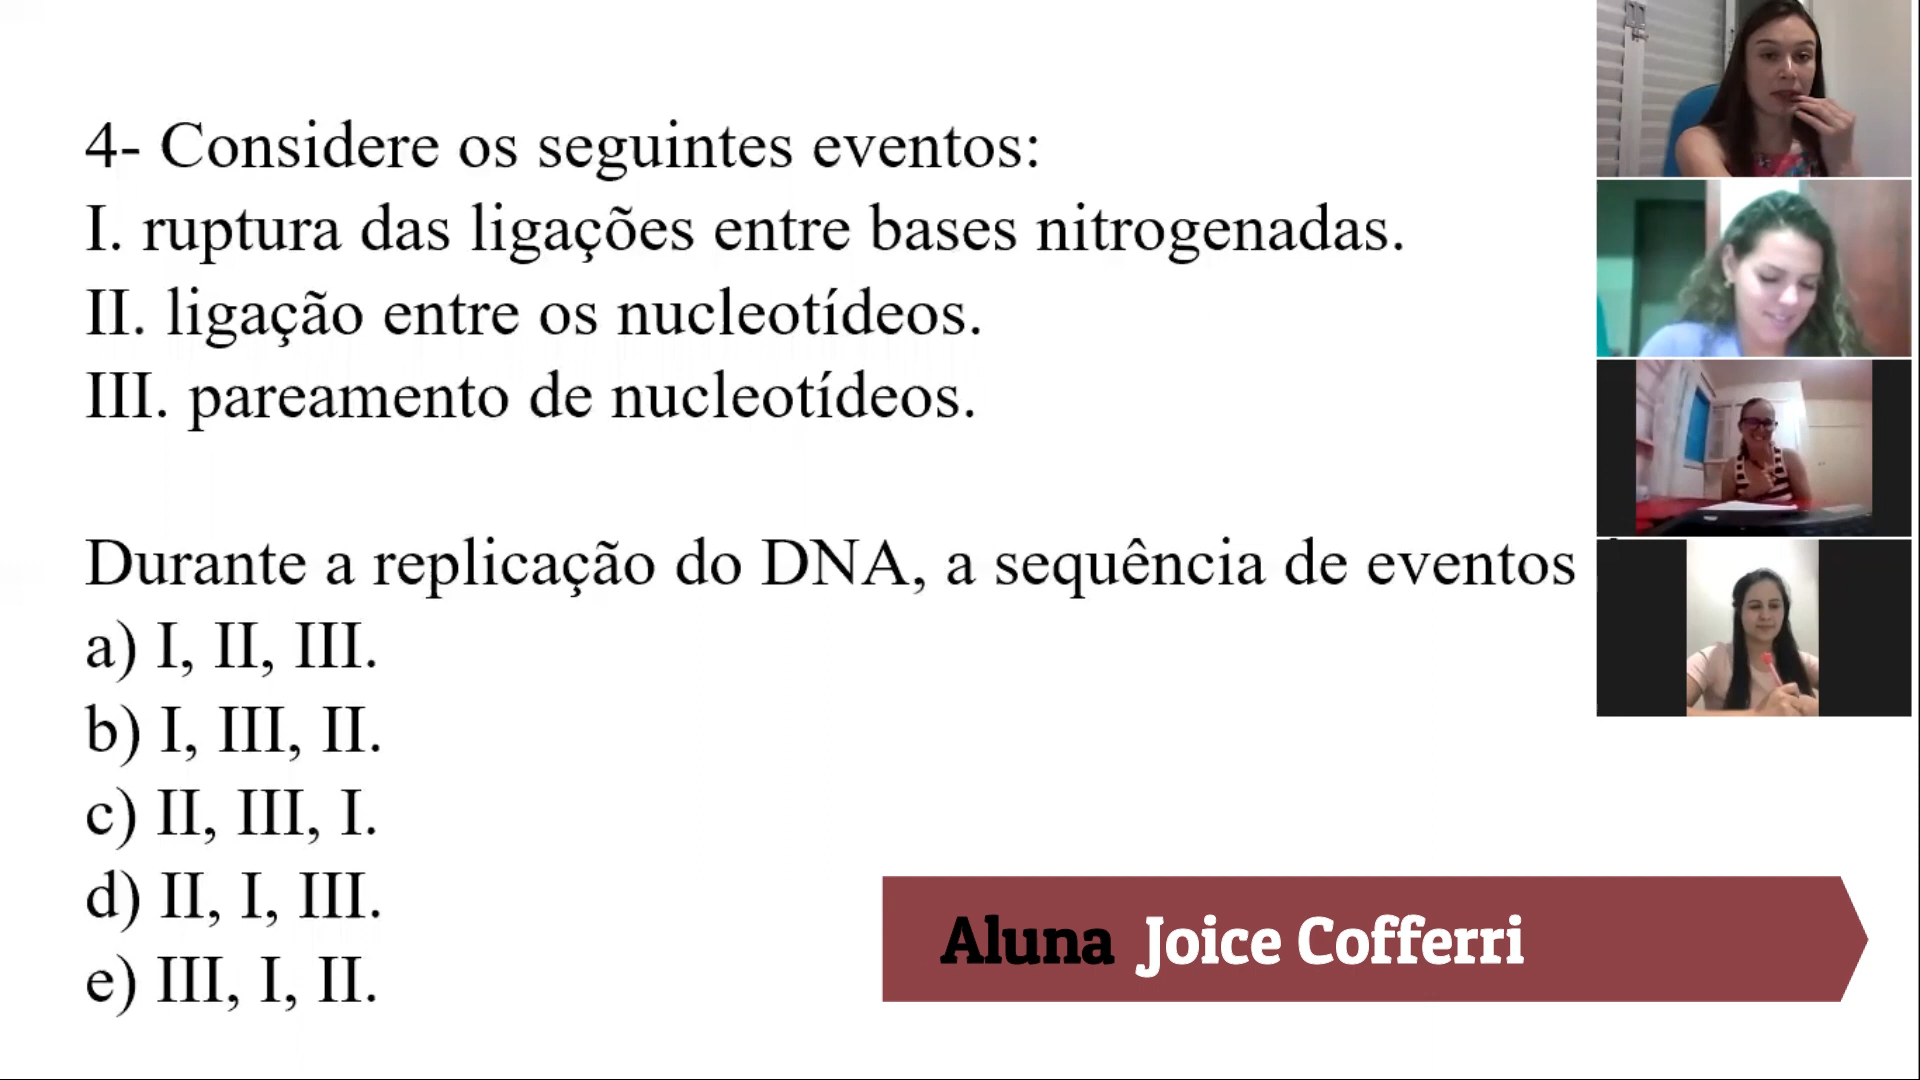 4- Considere os seguintes eventos:
I. ruptura das ligações entre bases nitrogenadas.
II. ligação entre os nucleotídeos.
III. pareamento de nucleotídeos.
Durante a replicação do DNA, a sequência de eventos
a) I, II, III.
b) I, III, II.
c) II, III, I.
d) II, I, III.
e) III, I, II.
Aluna Joice Cofferri